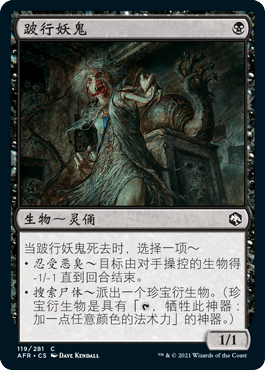 跛行妖鬼
生物～灵俑
当跛行妖鬼死去时，选择一项～
• 忍受恶臭～目标由对手操控的生物得
-1/-1直到回合结束。
• 搜索尸体～派出一个珍宝衍生物。（珍
宝衍生物是具有「，牺牲此神器：
加一点任意颜色的法术力」的神器。）
1/1
119/281 C
AFR • CS DAVE KENDALL
™ & © 2021 Wizards of the Coast